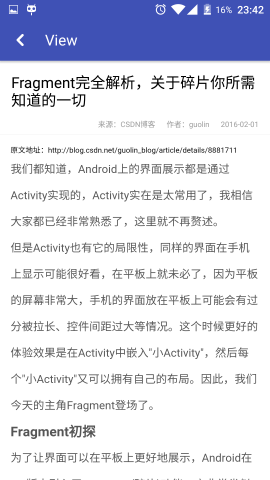 16% 23:42
View
Fragment完全解析，关于碎片你所需
知道的一切
来源：CSDN博客 作者：guolin 2016-02-01
原文地址：http://blog.csdn.net/guolin_blog/article/details/8881711
我们都知道，Android上的界面展示都是通过
Activity实现的，Activity实在是太常用了，我相信
大家都已经非常熟悉了，这里就不再赘述。
但是Activity也有它的局限性，同样的界面在手机
上显示可能很好看，在平板上就未必了，因为平板
的屏幕非常大，手机的界面放在平板上可能会有过
分被拉长、控件间距过大等情况。这个时候更好的
体验效果是在Activity中嵌入"小Activity"，然后每
个"小Activity"又可以拥有自己的布局。因此，我们
今天的主角Fragment登场了。
Fragment初探
为了让界面可以在平板上更好地展示，Android在